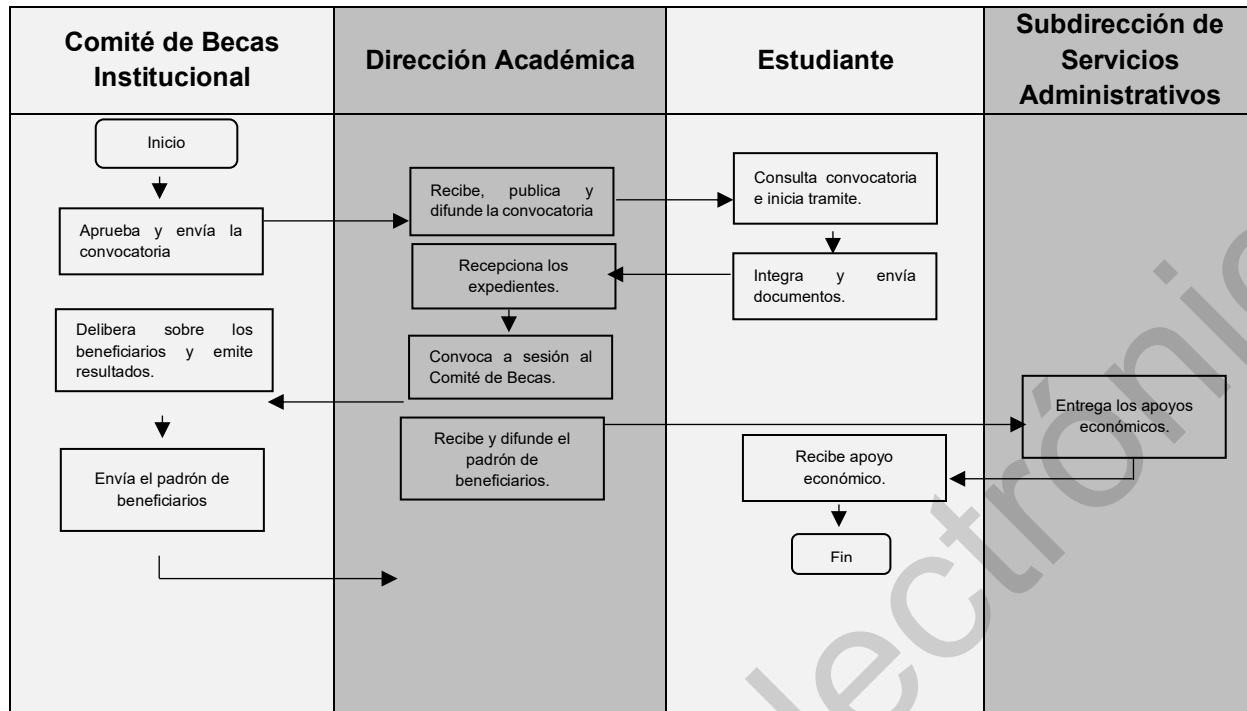 Comité de Becas
Institucional
Dirección Académica
Estudiante
Subdirección de
Servicios
Administrativos
Inicio
Aprueba y envía la
convocatoria
Recibe, publica y
difunde la convocatoria
Consulta convocatoria
e inicia tramite.
Integra y envía
documentos.
Recepciona los
expedientes.
Convoca a sesión al
Comité de Becas.
Delibera sobre los
beneficiarios y emite
resultados.
Envía el padrón de
beneficiarios
Recibe y difunde el
padrón de
beneficiarios.
Entrega los apoyos
económicos.
Recibe apoyo
económico.
Fin